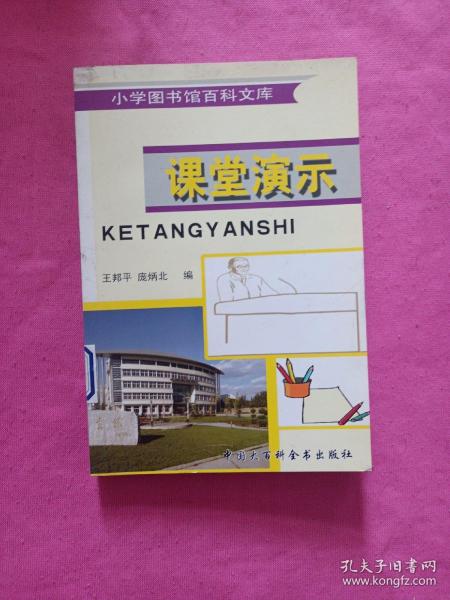 小学图书馆百科文库
课堂演示
KETANGYANSHI
王邦平 庞炳北 编
中国大百科全书出版社
孔夫子旧书网
www.kongfz.com